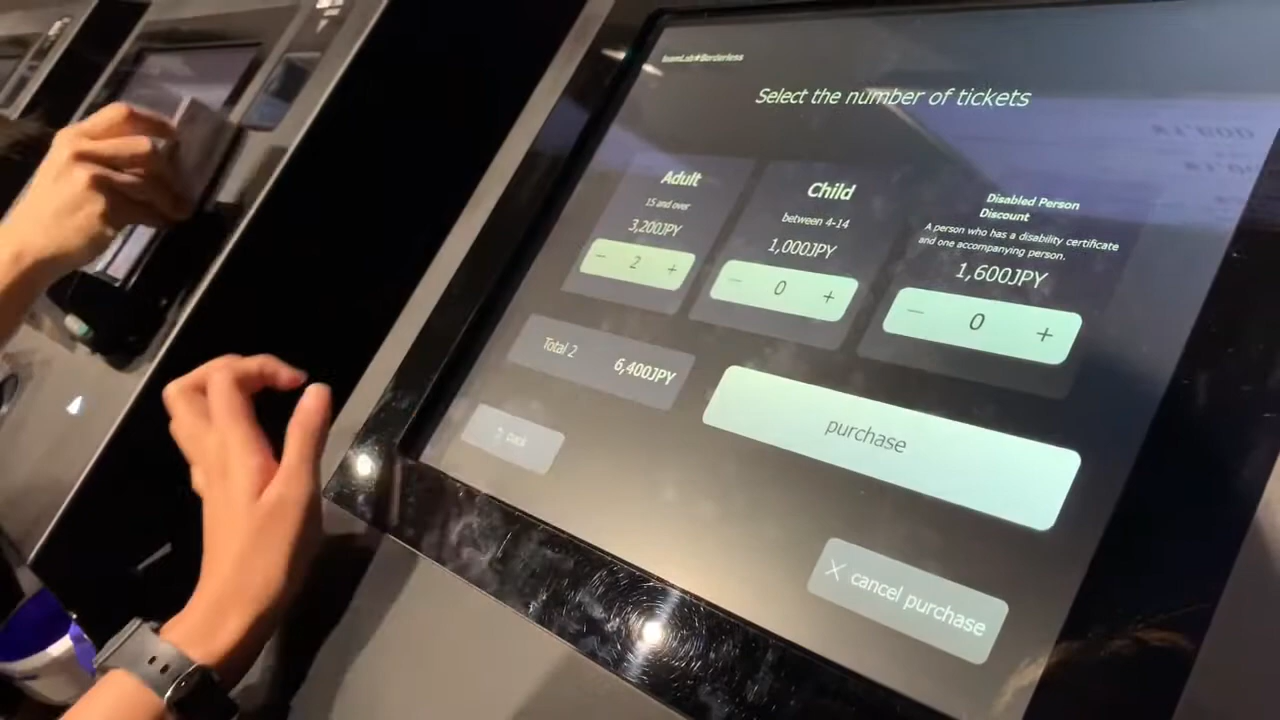 teamLab★Borderless
Select the number of tickets
Adult
15 and over
3,200JPY
− 2 +
Child
between 4-14
1,000JPY
− 0 +
Disabled Person
Discount
A person who has a disability certificate
and one accompanying person.
1,600JPY
− 0 +
Total 2
6,400JPY
purchase
back
cancel purchase